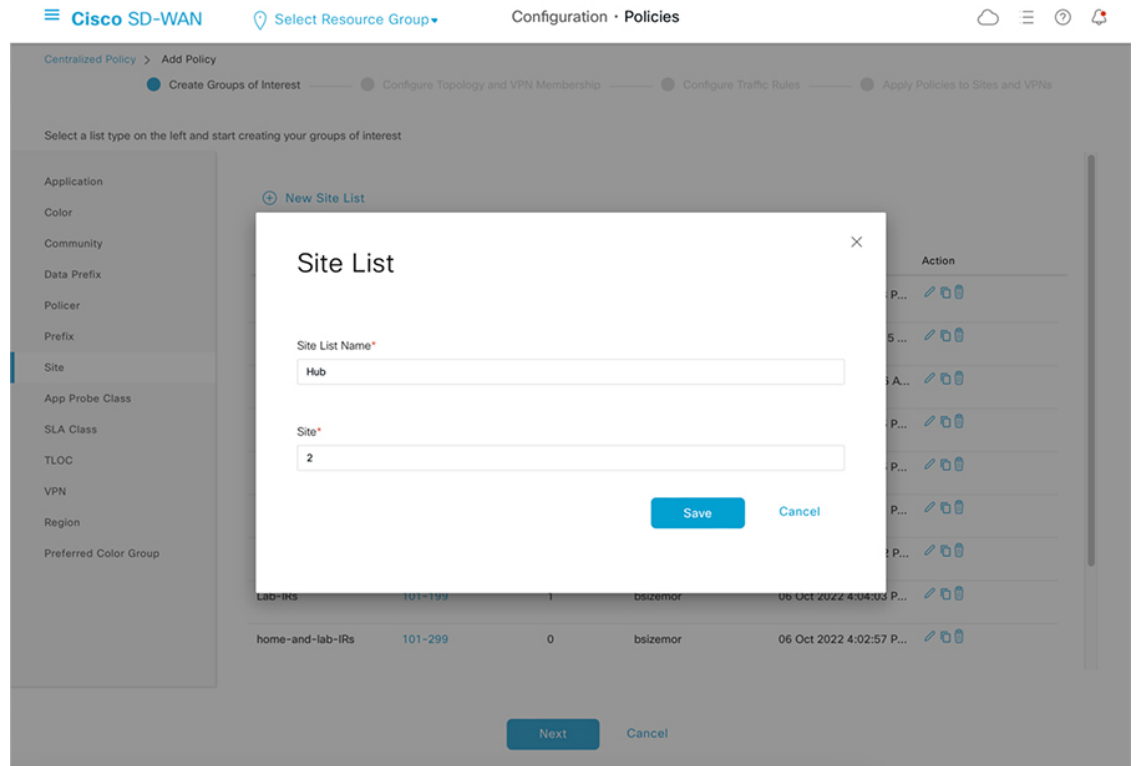 Cisco SD-WAN
Select Resource Group
Configuration · Policies
Centralized Policy > Add Policy
Create Groups of Interest
Configure Topology and VPN Membership
Configure Traffic Rules
Apply Policies to Sites and VPNs
Select a list type on the left and start creating your groups of interest
Application
Color
Community
Data Prefix
Policer
Prefix
Site
App Probe Class
SLA Class
TLOC
VPN
Region
Preferred Color Group
New Site List
Action
P...
5 ...
A...
P...
P...
P...
P...
Site List
Site List Name*
Hub
Site*
2
Save
Cancel
Lab-IRs 101-199 1 bsizemor 06 Oct 2022 4:04:03 P...
home-and-lab-IRs 101-299 0 bsizemor 06 Oct 2022 4:02:57 P...
Next
Cancel